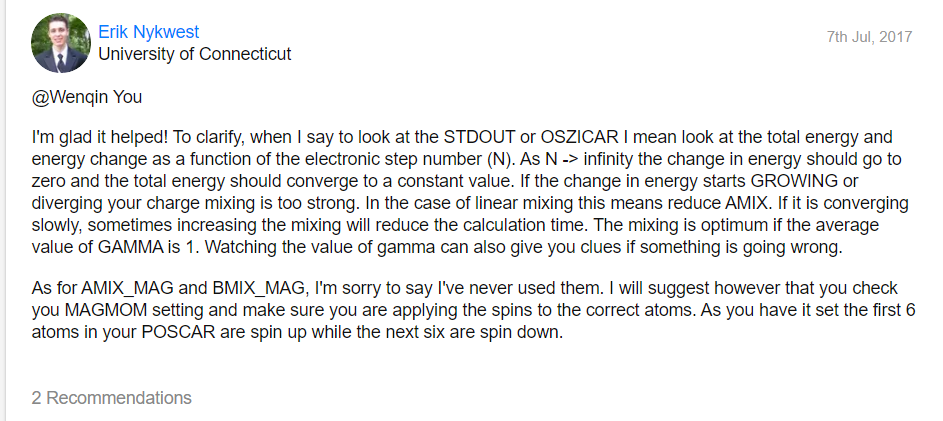 Erik Nykwest
7th Jul, 2017
University of Connecticut
@Wenqin You
I'm glad it helped! To clarify, when I say to look at the STDOUT or OSZICAR I mean look at the total energy and
energy change as a function of the electronic step number (N). As N -> infinity the change in energy should go to
zero and the total energy should converge to a constant value. If the change in energy starts GROWING or
diverging your charge mixing is too strong. In the case of linear mixing this means reduce AMIX. If it is converging
slowly, sometimes increasing the mixing will reduce the calculation time. The mixing is optimum if the average
value of GAMMA is 1. Watching the value of gamma can also give you clues if something is going wrong.
As for AMIX_MAG and BMIX_MAG, I'm sorry to say I've never used them. I will suggest however that you check
you MAGMOM setting and make sure you are applying the spins to the correct atoms. As you have it set the first 6
atoms in your POSCAR are spin up while the next six are spin down.
2 Recommendations